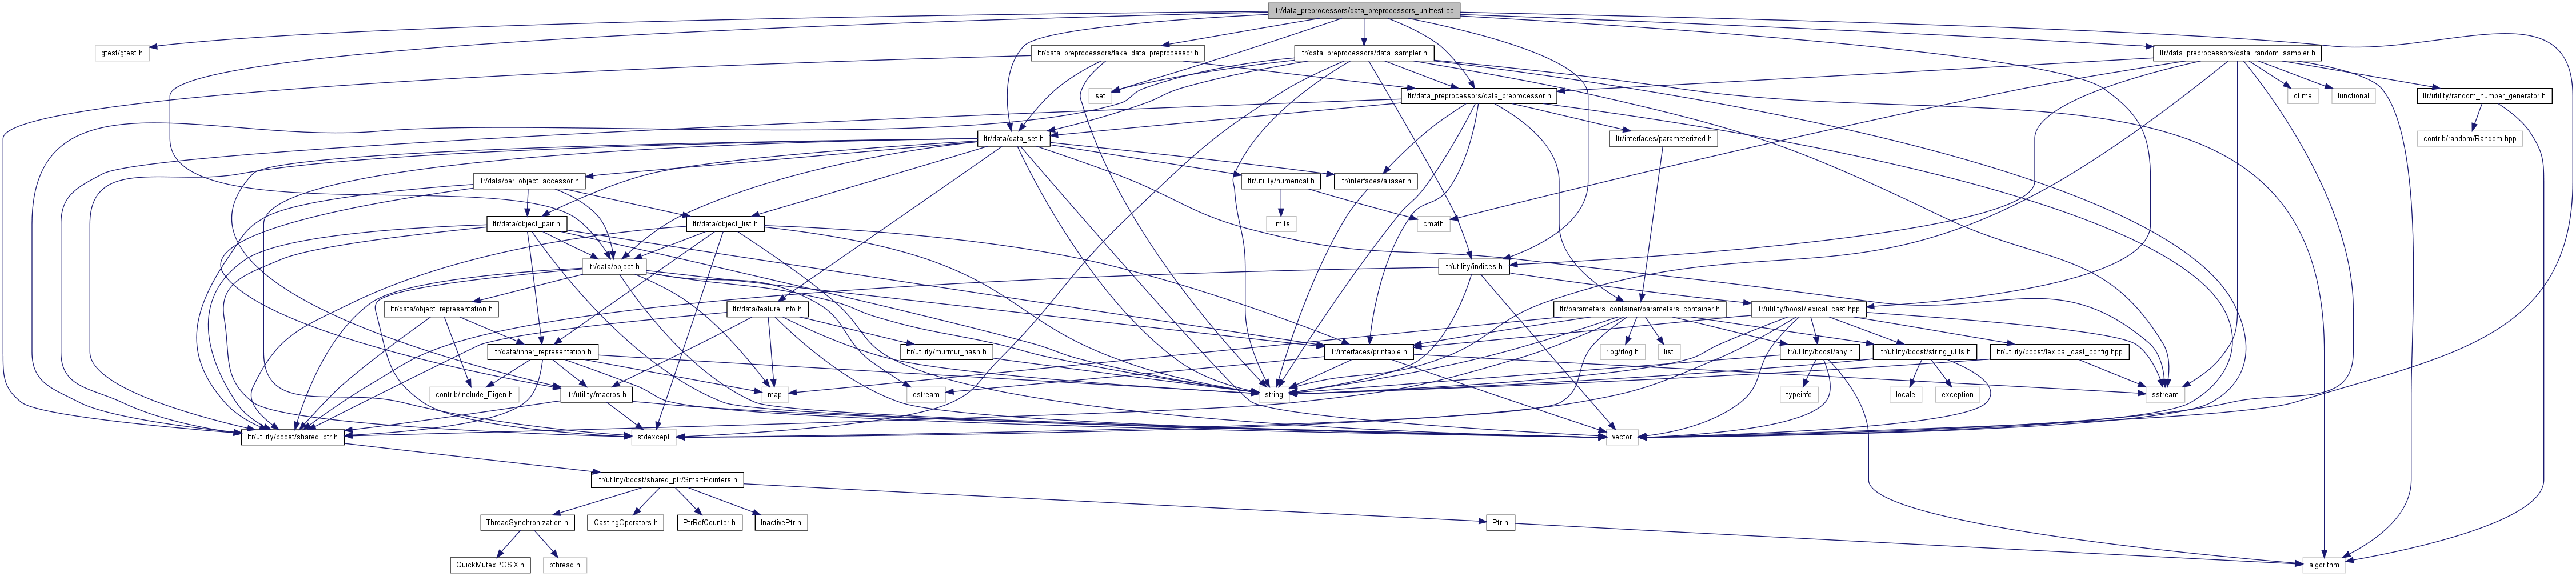 ltr/data_preprocessors/data_preprocessors_unittest.cc
gtest/gtest.h
ltr/data_preprocessors/fake_data_preprocessor.h
ltr/data_preprocessors/data_sampler.h
ltr/data_preprocessors/data_random_sampler.h
set
ltr/data_preprocessors/data_preprocessor.h
ctime
functional
ltr/utility/random_number_generator.h
ltr/data/data_set.h
ltr/interfaces/parameterized.h
contrib/random/Random.hpp
ltr/data/per_object_accessor.h
ltr/utility/numerical.h
ltr/interfaces/aliaser.h
ltr/data/object_pair.h
ltr/data/object_list.h
limits
cmath
ltr/data/object.h
ltr/utility/indices.h
ltr/data/object_representation.h
ltr/data/feature_info.h
ltr/parameters_container/parameters_container.h
ltr/utility/boost/lexical_cast.hpp
ltr/data/inner_representation.h
ltr/utility/murmur_hash.h
ltr/interfaces/printable.h
rlog/rlog.h
list
ltr/utility/boost/any.h
ltr/utility/boost/string_utils.h
ltr/utility/boost/lexical_cast_config.hpp
contrib/include_Eigen.h
ltr/utility/macros.h
map
ostream
string
typeinfo
locale
exception
sstream
ltr/utility/boost/shared_ptr.h
stdexcept
vector
ltr/utility/boost/shared_ptr/SmartPointers.h
ThreadSynchronization.h
CastingOperators.h
PtrRefCounter.h
InactivePtr.h
Ptr.h
QuickMutexPOSIX.h
pthread.h
algorithm